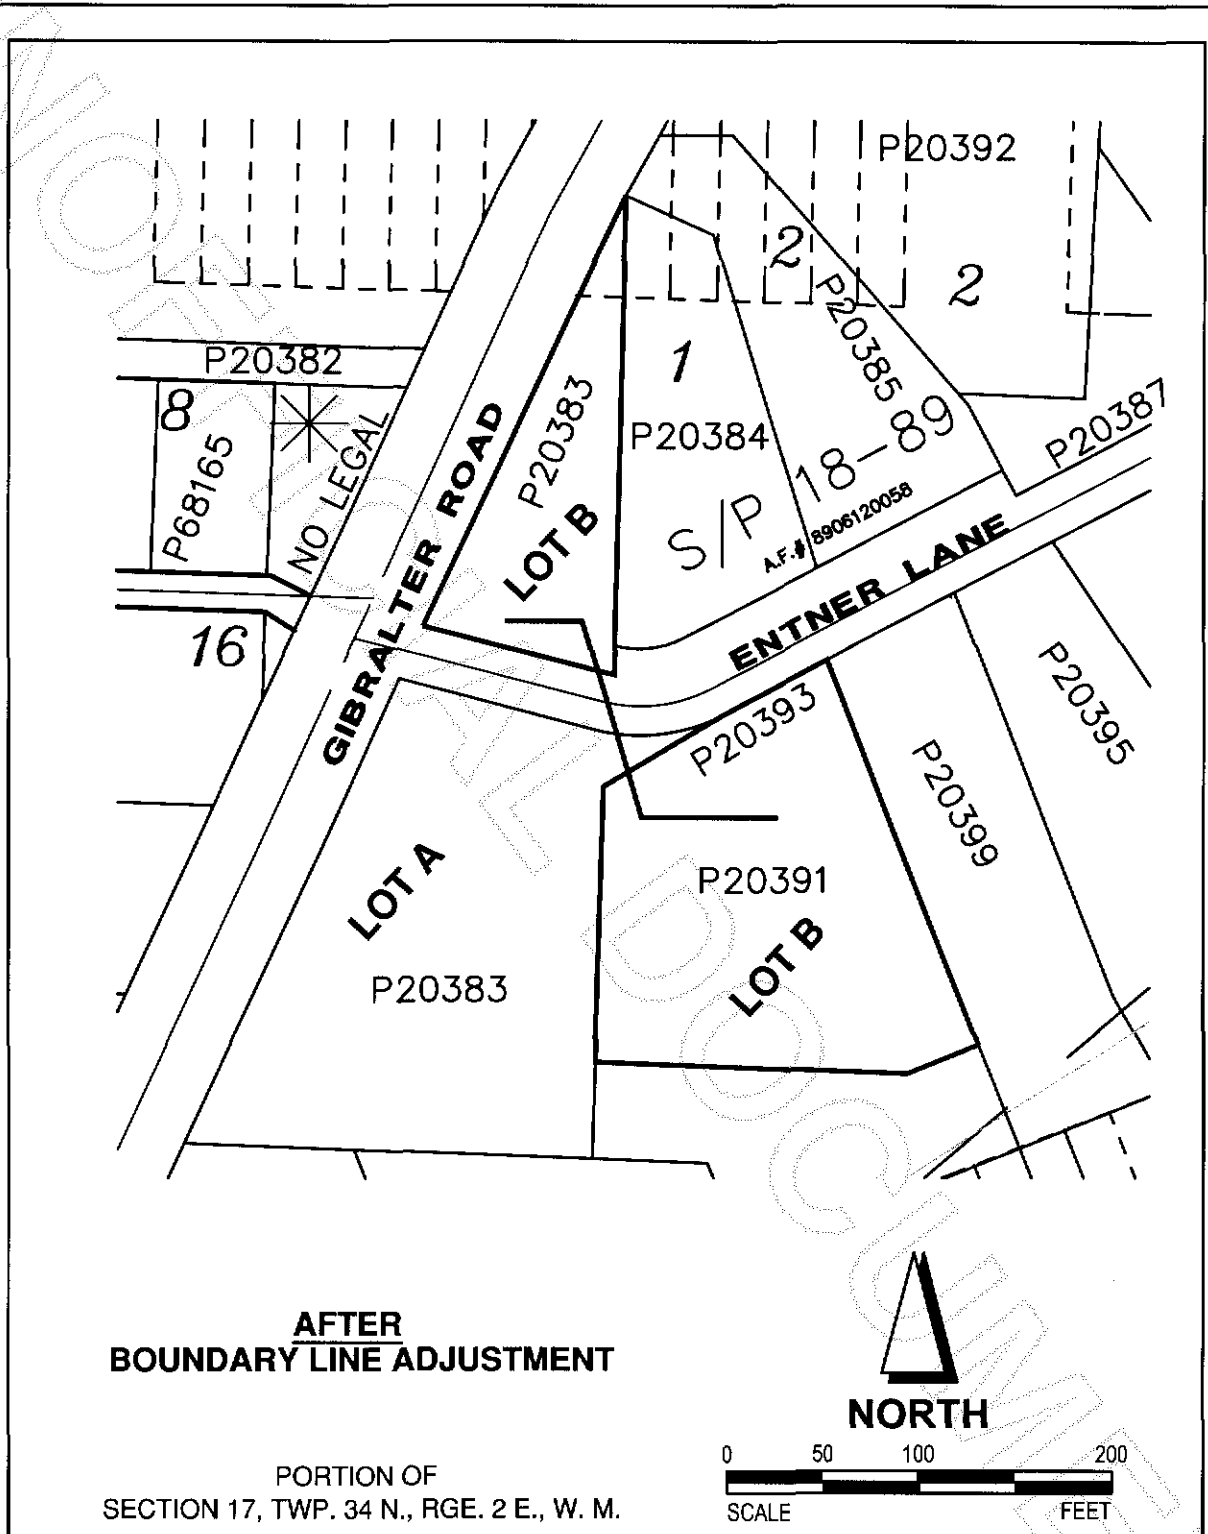 P20392
2
2
P20385
P20382
1
8
P20383
P20384
P20387
P68165
NO LEGAL
GIBRALTER ROAD
LOT B
S/P 18-89
A.F.# 8906120058
ENTNER LANE
16
P20393
P20395
P20399
LOT A
P20391
LOT B
P20383
UNOFFICIAL DOCUME
AFTER
BOUNDARY LINE ADJUSTMENT
NORTH
PORTION OF
SECTION 17, TWP. 34 N., RGE. 2 E., W. M.
0 50 100 200
SCALE FEET